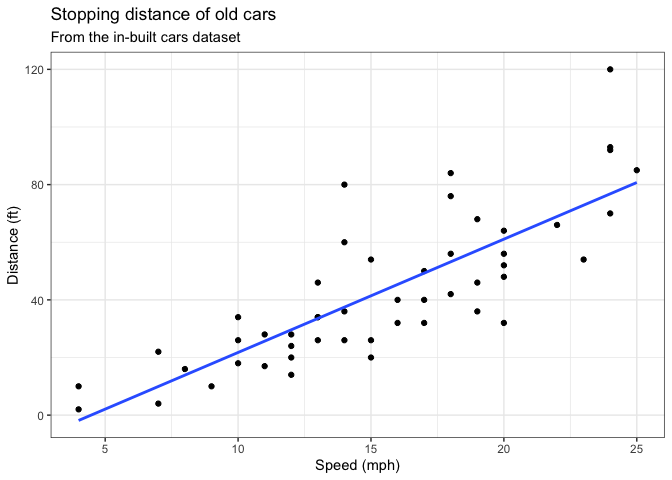 Stopping distance of old cars
From the in-built cars dataset
120
80
40
0
Distance (ft)
5 10 15 20 25
Speed (mph)